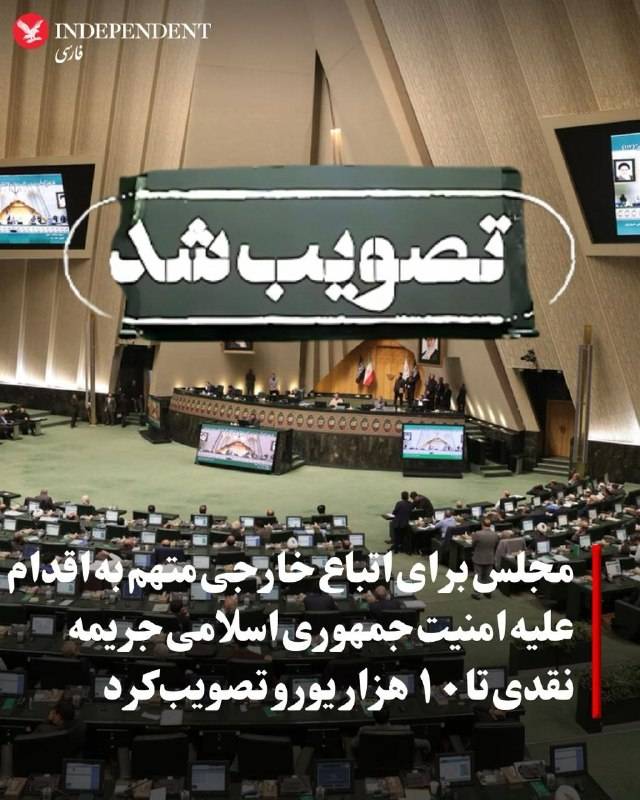 INDEPENDENT
فارسی
تصویب شد
مجلس برای اتباع خارجی متهم به اقدام
علیه امنیت جمهوری اسلامی جریمه
نقدی تا ۱۰ هزار یورو تصویب کرد